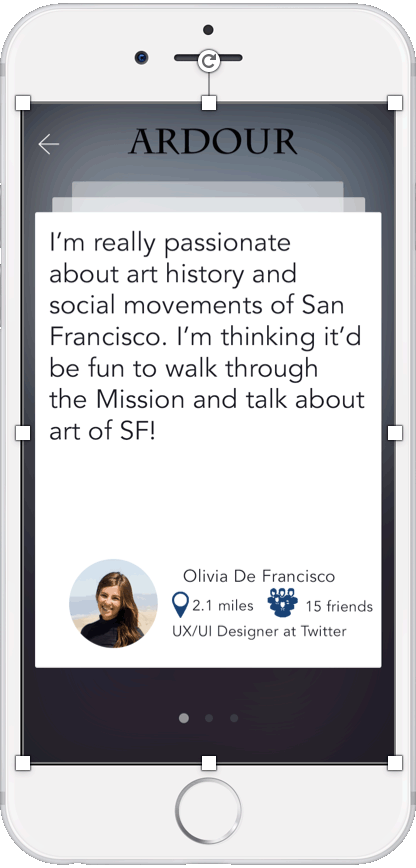 ARDOUR
I’m really passionate
about art history and
social movements of San
Francisco. I’m thinking it’d
be fun to walk through
the Mission and talk about
art of SF!
Olivia De Francisco
2.1 miles 15 friends
UX/UI Designer at Twitter